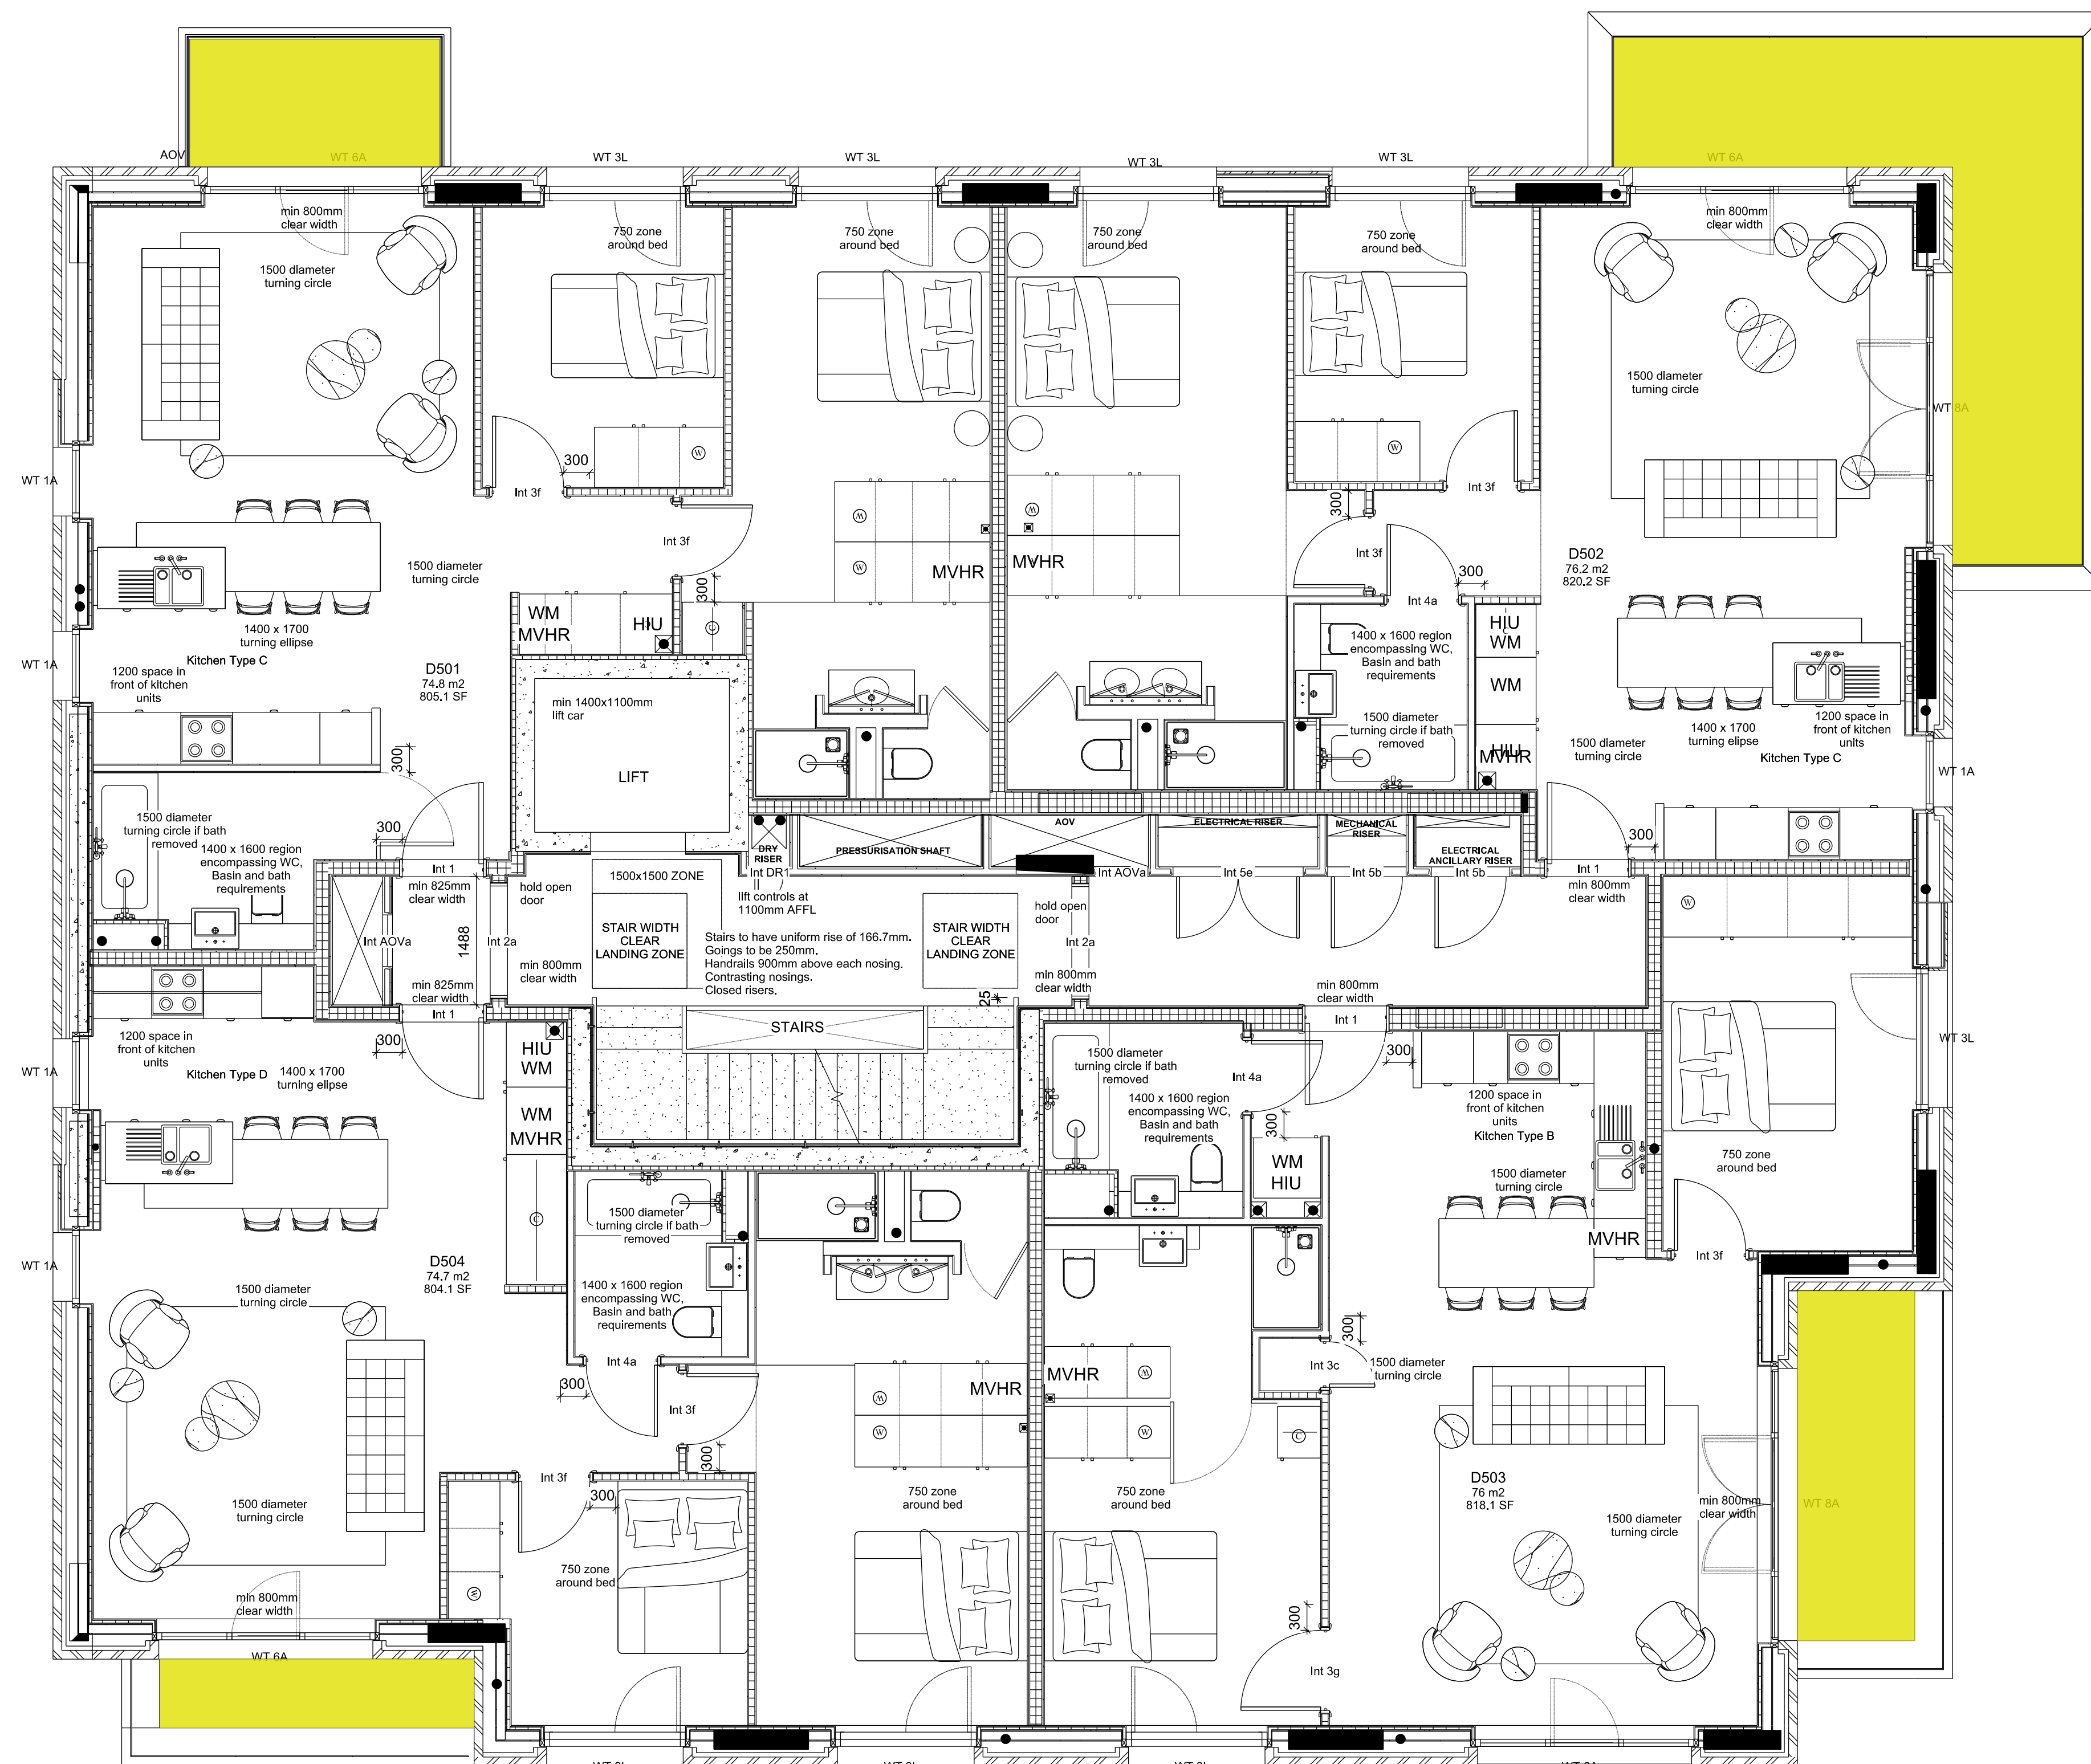 AOV
WT 6A
WT 3L
WT 3L
WT 3L
WT 3L
WT 6A
min 800mm
clear width
750 zone
around bed
750 zone
around bed
750 zone
around bed
750 zone
around bed
min 800mm
clear width
1500 diameter
turning circle
1500 diameter
turning circle
WT 8A
W
W
300
WT 1A
Int 3f
Int 3f
300
W
W
Int 3f
Int 3f
D502
76.2 m2
820.2 SF
1500 diameter
turning circle
W
MVHR
MVHR
300
300
Int 4a
WM
MVHR
HIU
1400 x 1700
turning ellipse
Kitchen Type C
1200 space in
front of kitchen
units
WT 1A
D501
74.8 m2
805.1 SF
1400 x 1600 region
encompassing WC,
Basin and bath
requirements
HIU
WM
WM
min 1400x1100mm
lift car
1500 diameter
turning circle if bath
removed
HIU
MVHR
1500 diameter
turning circle
1400 x 1700
turning elipse
1200 space in
front of kitchen
units
Kitchen Type C
WT 1A
300
LIFT
1500 diameter
turning circle if bath
removed
300
1400 x 1600 region
encompassing WC,
Basin and bath
requirements
DRY
RISER
PRESSURISATION SHAFT
AOV
ELECTRICAL RISER
MECHANICAL
RISER
ELECTRICAL
ANCILLARY RISER
300
Int 1
min 825mm
clear width
hold open
door
1500x1500 ZONE
Int DR1
lift controls at
1100mm AFFL
Int AOVa
Int 5e
Int 5b
Int 5b
Int 1
min 800mm
clear width
W
Int AOVa
1488
Int 2a
STAIR WIDTH
CLEAR
LANDING ZONE
Stairs to have uniform rise of 166.7mm.
Goings to be 250mm.
Handrails 900mm above each nosing.
Contrasting nosings.
Closed risers.
STAIR WIDTH
CLEAR
LANDING ZONE
hold open
door
Int 2a
min 800mm
clear width
min 800mm
clear width
min 825mm
clear width
25
min 800mm
clear width
Int 1
Int 1
STAIRS
1200 space in
front of kitchen
units
300
HIU
WM
300
WT 3L
WT 1A
Kitchen Type D
1400 x 1700
turning elipse
1500 diameter
turning circle if bath
removed
Int 4a
1400 x 1600 region
encompassing WC,
Basin and bath
requirements
300
1200 space in
front of kitchen
units
Kitchen Type B
WM
MVHR
WM
HIU
1500 diameter
turning circle
750 zone
around bed
C
1500 diameter
turning circle if bath
removed
MVHR
Int 3f
WT 1A
D504
74.7 m2
804.1 SF
1500 diameter
turning circle
1400 x 1600 region
encompassing WC,
Basin and bath
requirements
300
Int 4a
300
Int 3f
MVHR
W
W
MVHR
W
W
Int 3c
1500 diameter
turning circle
C
300
Int 3f
300
1500 diameter
turning circle
750 zone
around bed
750 zone
around bed
D503
76 m2
818.1 SF
min 800mm
clear width
WT 8A
1500 diameter
turning circle
750 zone
around bed
W
min 800mm
clear width
300
WT 6A
Int 3g